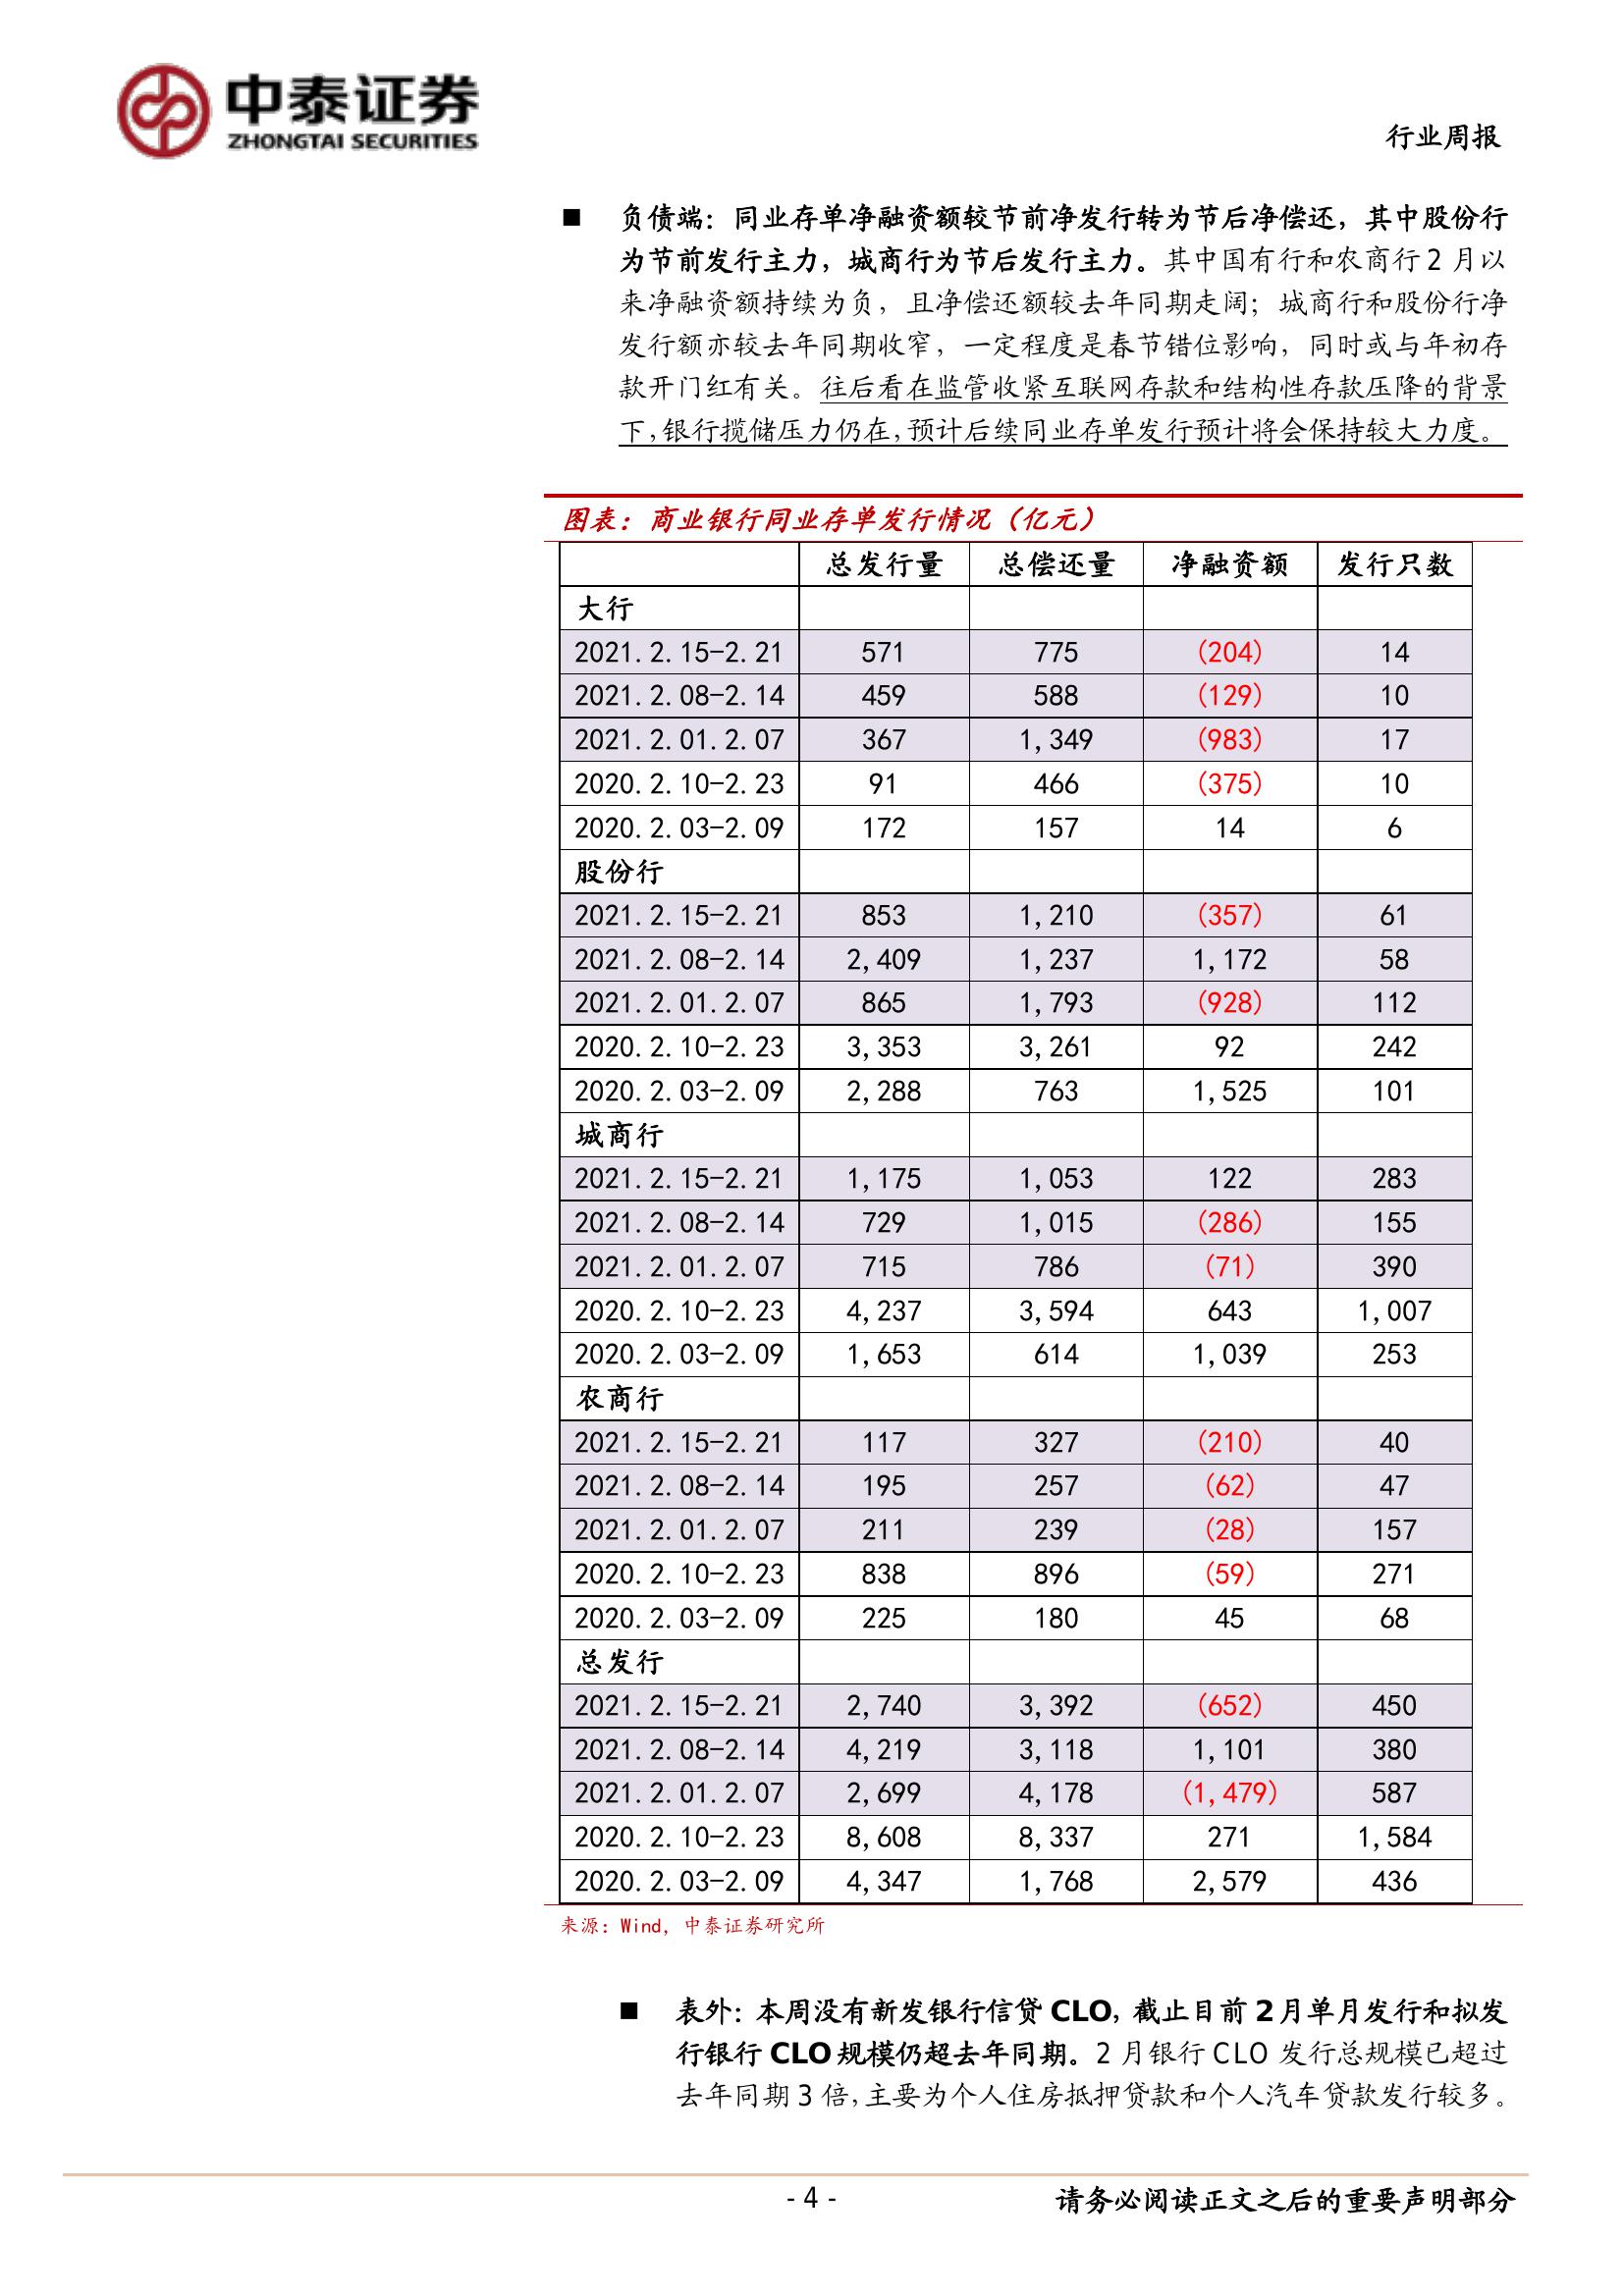 中泰证券
ZHONGTAI SECURITIES
行业周报
■ 负债端：同业存单净融资额较节前净发行转为节后净偿还，其中股份行
为节前发行主力，城商行为节后发行主力。其中国有行和农商行 2 月以
来净融资额持续为负，且净偿还额较去年同期走阔；城商行和股份行净
发行额亦较去年同期收窄，一定程度是春节错位影响，同时或与年初存
款开门红有关。往后看在监管收紧互联网存款和结构性存款压降的背景
下，银行揽储压力仍在，预计后续同业存单发行预计将会保持较大力度。
图表：商业银行同业存单发行情况（亿元）
总发行量 总偿还量 净融资额 发行只数
大行
2021.2.15-2.21 571 775 (204) 14
2021.2.08-2.14 459 588 (129) 10
2021.2.01.2.07 367 1,349 (983) 17
2020.2.10-2.23 91 466 (375) 10
2020.2.03-2.09 172 157 14 6
股份行
2021.2.15-2.21 853 1,210 (357) 61
2021.2.08-2.14 2,409 1,237 1,172 58
2021.2.01.2.07 865 1,793 (928) 112
2020.2.10-2.23 3,353 3,261 92 242
2020.2.03-2.09 2,288 763 1,525 101
城商行
2021.2.15-2.21 1,175 1,053 122 283
2021.2.08-2.14 729 1,015 (286) 155
2021.2.01.2.07 715 786 (71) 390
2020.2.10-2.23 4,237 3,594 643 1,007
2020.2.03-2.09 1,653 614 1,039 253
农商行
2021.2.15-2.21 117 327 (210) 40
2021.2.08-2.14 195 257 (62) 47
2021.2.01.2.07 211 239 (28) 157
2020.2.10-2.23 838 896 (59) 271
2020.2.03-2.09 225 180 45 68
总发行
2021.2.15-2.21 2,740 3,392 (652) 450
2021.2.08-2.14 4,219 3,118 1,101 380
2021.2.01.2.07 2,699 4,178 (1,479) 587
2020.2.10-2.23 8,608 8,337 271 1,584
2020.2.03-2.09 4,347 1,768 2,579 436
来源：Wind，中泰证券研究所
■ 表外：本周没有新发银行信贷 CLO，截止目前 2 月单月发行和拟发
行银行 CLO 规模仍超去年同期。2 月银行 CLO 发行总规模已超过
去年同期 3 倍，主要为个人住房抵押贷款和个人汽车贷款发行较多。
- 4 -
请务必阅读正文之后的重要声明部分